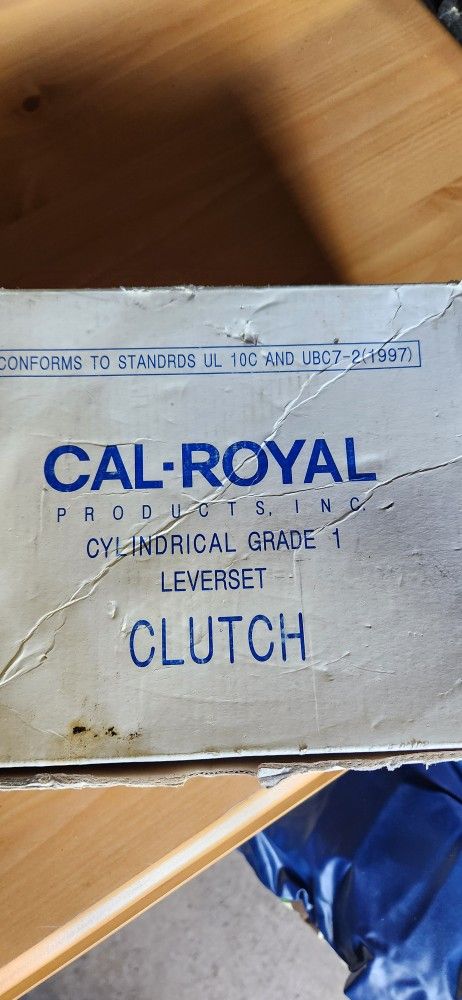 CONFORMS TO STANDRDS UL 10C AND UBC7-2(1997)
CAL-ROYAL
PRODUCTS, INC.
CYLINDRICAL GRADE 1
LEVERSET
CLUTCH